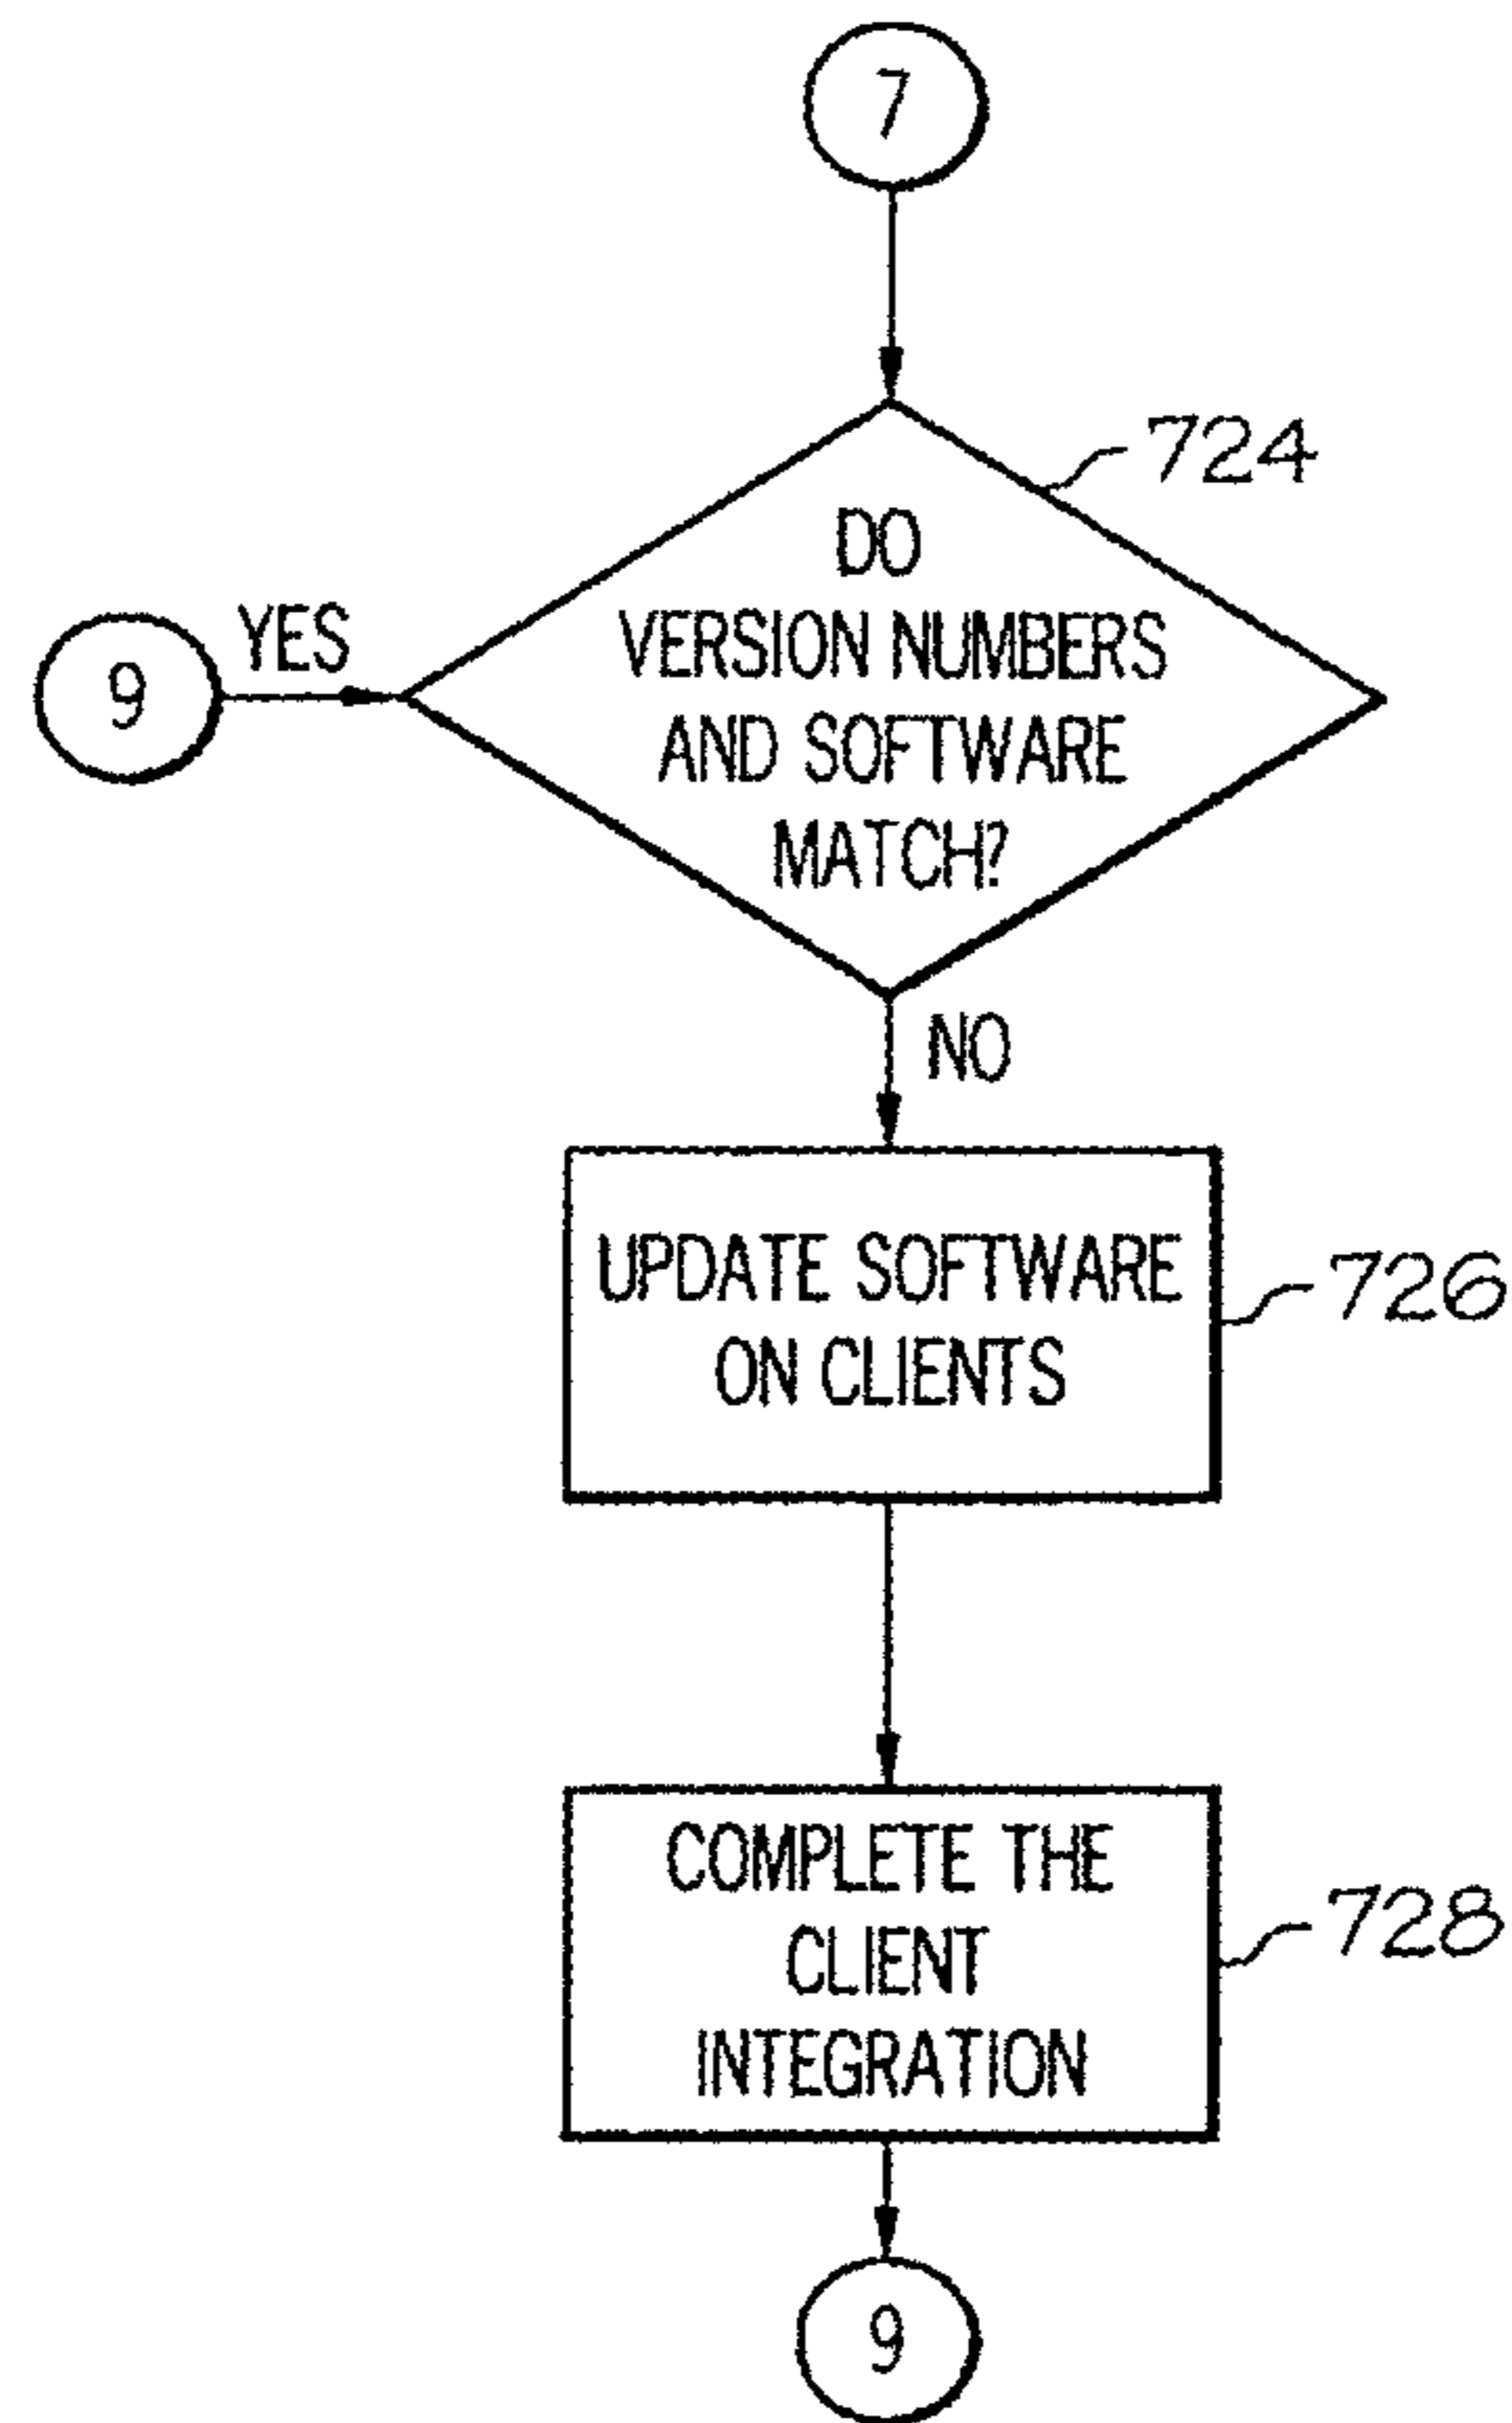 7
724
DO
VERSION NUMBERS
AND SOFTWARE
MATCH?
YES
9
NO
UPDATE SOFTWARE
ON CLIENTS
726
COMPLETE THE
CLIENT
INTEGRATION
728
9